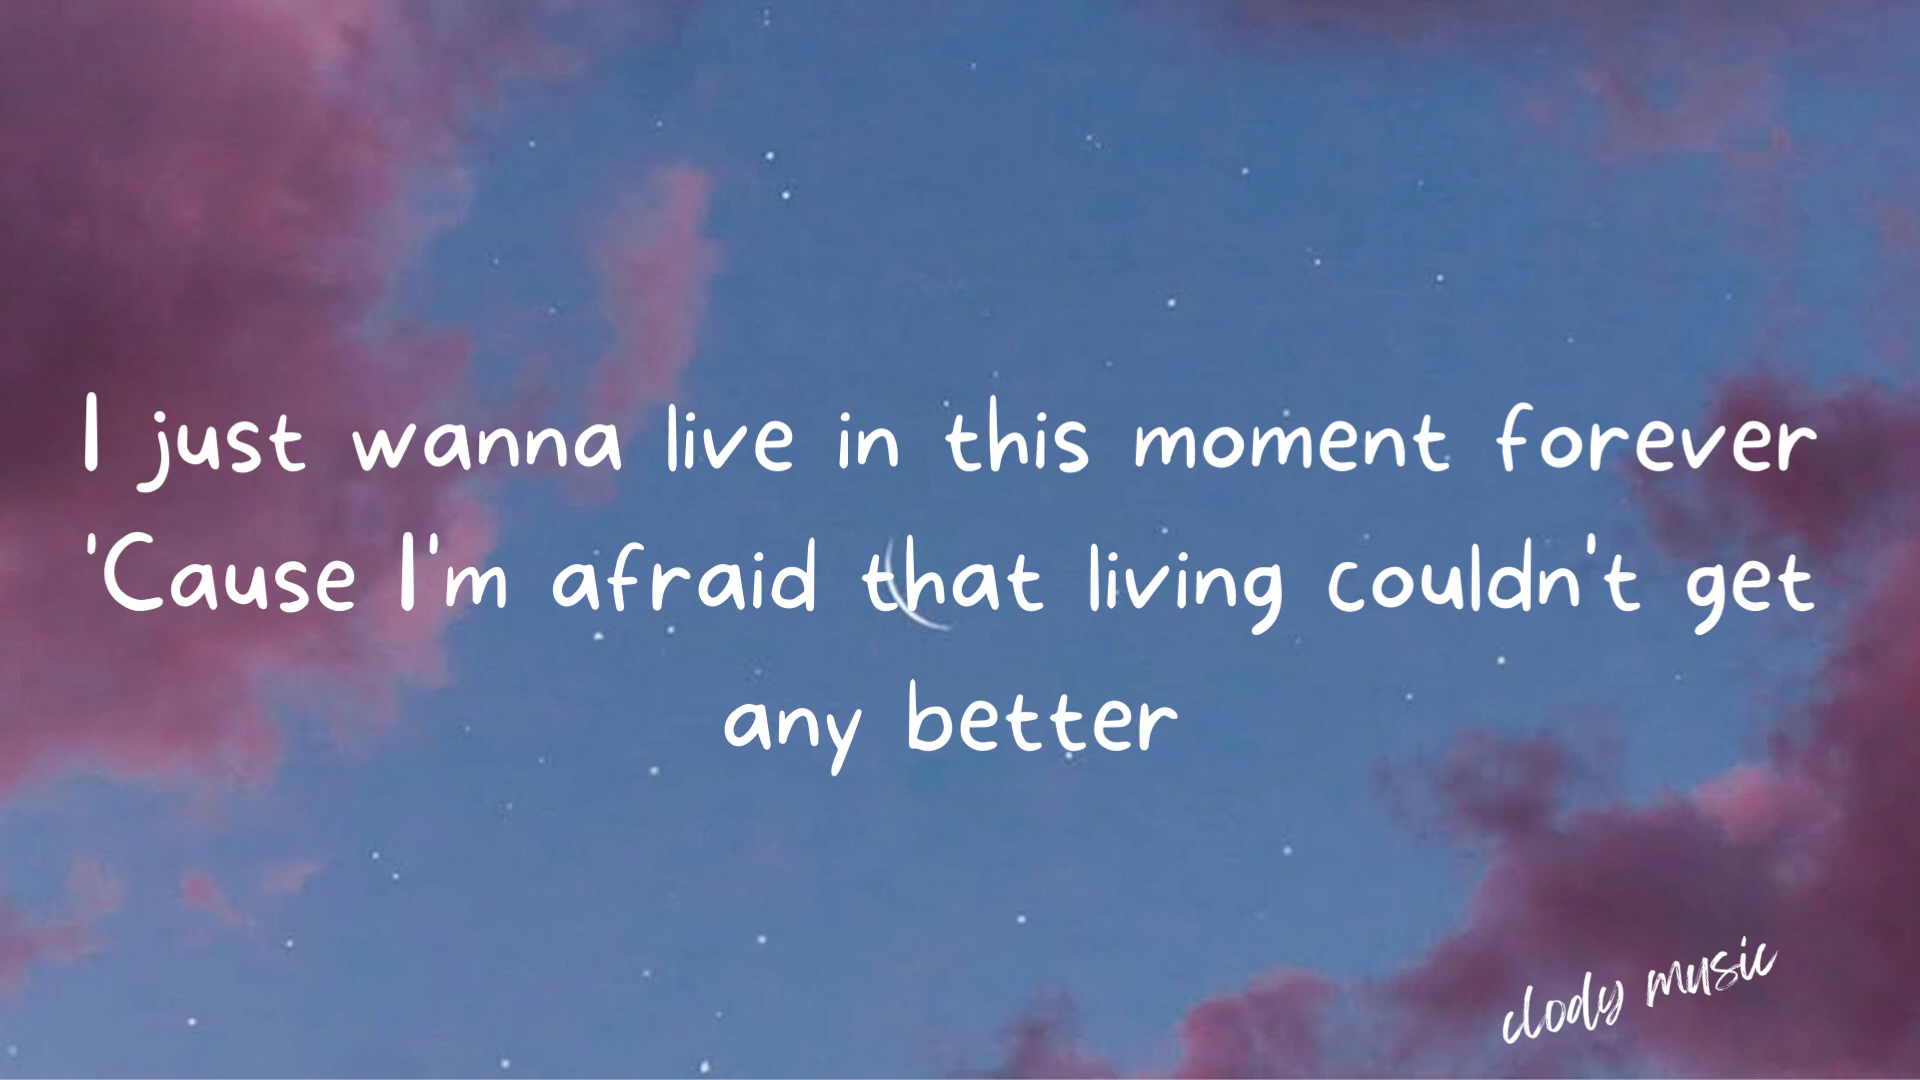 I just wanna live in this moment forever
'Cause I'm afraid that living couldn't get
any better
clody music